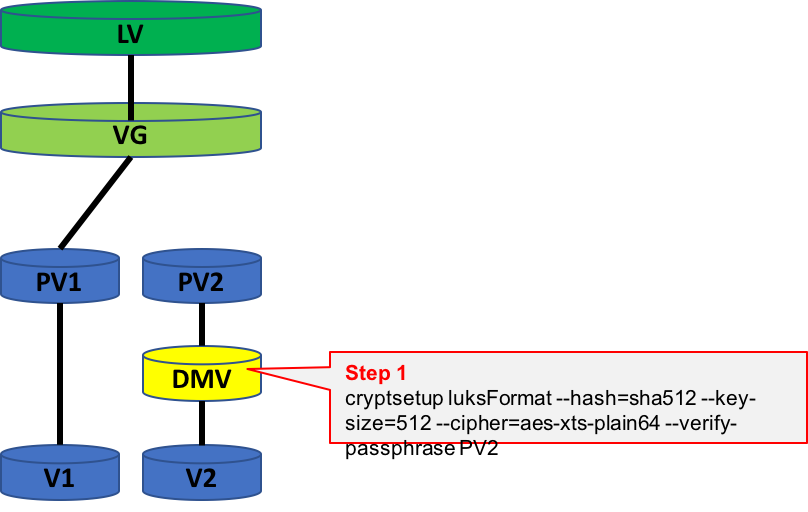 LV
VG
PV1
PV2
DMV
Step 1
cryptsetup luksFormat --hash=sha512 --key-
size=512 --cipher=aes-xts-plain64 --verify-
passphrase PV2
V1
V2